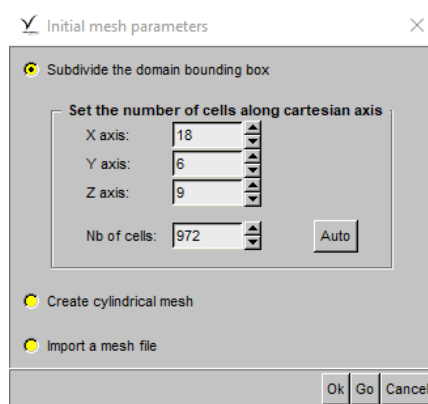 Initial mesh parameters
Subdivide the domain bounding box
Set the number of cells along cartesian axis
X axis: 18
Y axis: 6
Z axis: 9
Nb of cells: 972 Auto
Create cylindrical mesh
Import a mesh file
Ok Go Cancel